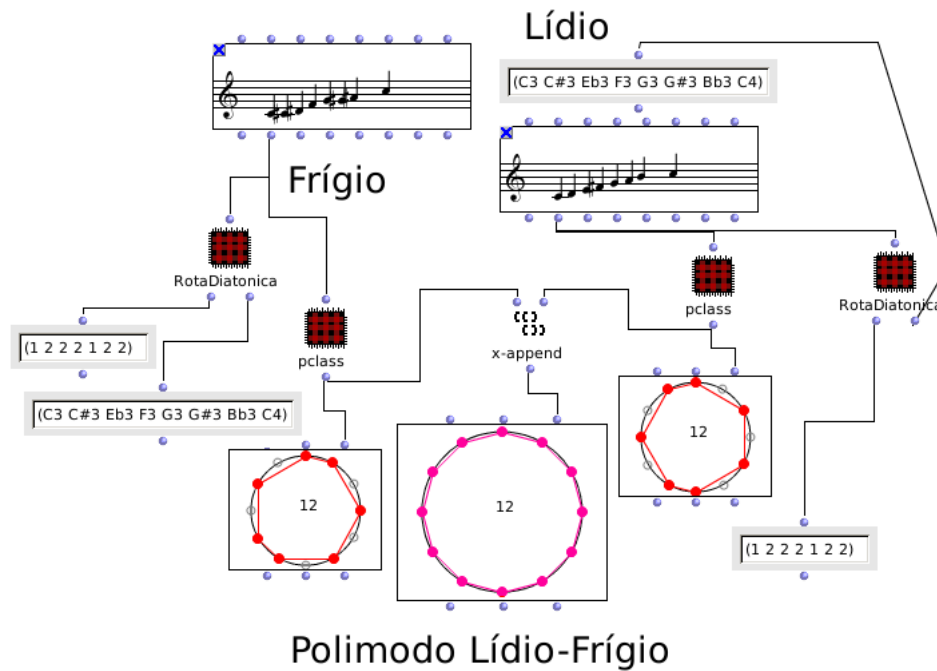 Lídio
(C3 C#3 Eb3 F3 G3 G#3 Bb3 C4)
Frígio
RotaDiatonica
pclass
RotaDiatonica
(1 2 2 2 1 2 2)
pclass
x-append
(C3 C#3 Eb3 F3 G3 G#3 Bb3 C4)
12
12
12
(1 2 2 2 1 2 2)
Polimodo Lídio-Frígio